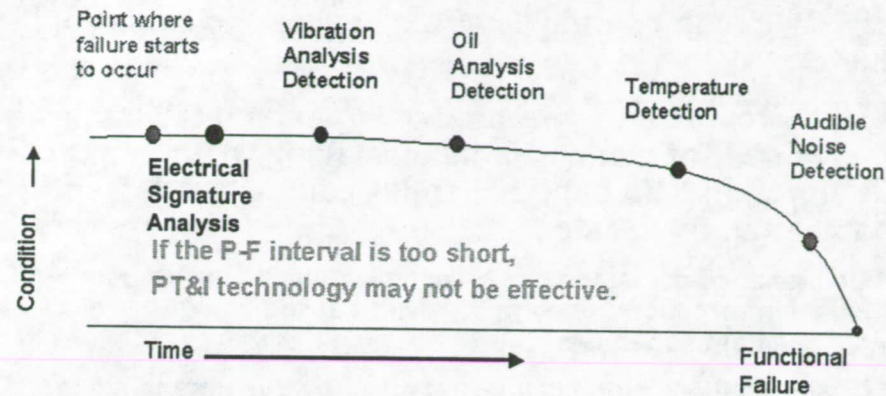 Point where
failure starts
to occur
Vibration
Analysis
Detection
Oil
Analysis
Detection
Temperature
Detection
Audible
Noise
Detection
Electrical
Signature
Analysis
If the P-F interval is too short,
PT&I technology may not be effective.
Condition
Time
Functional
Failure